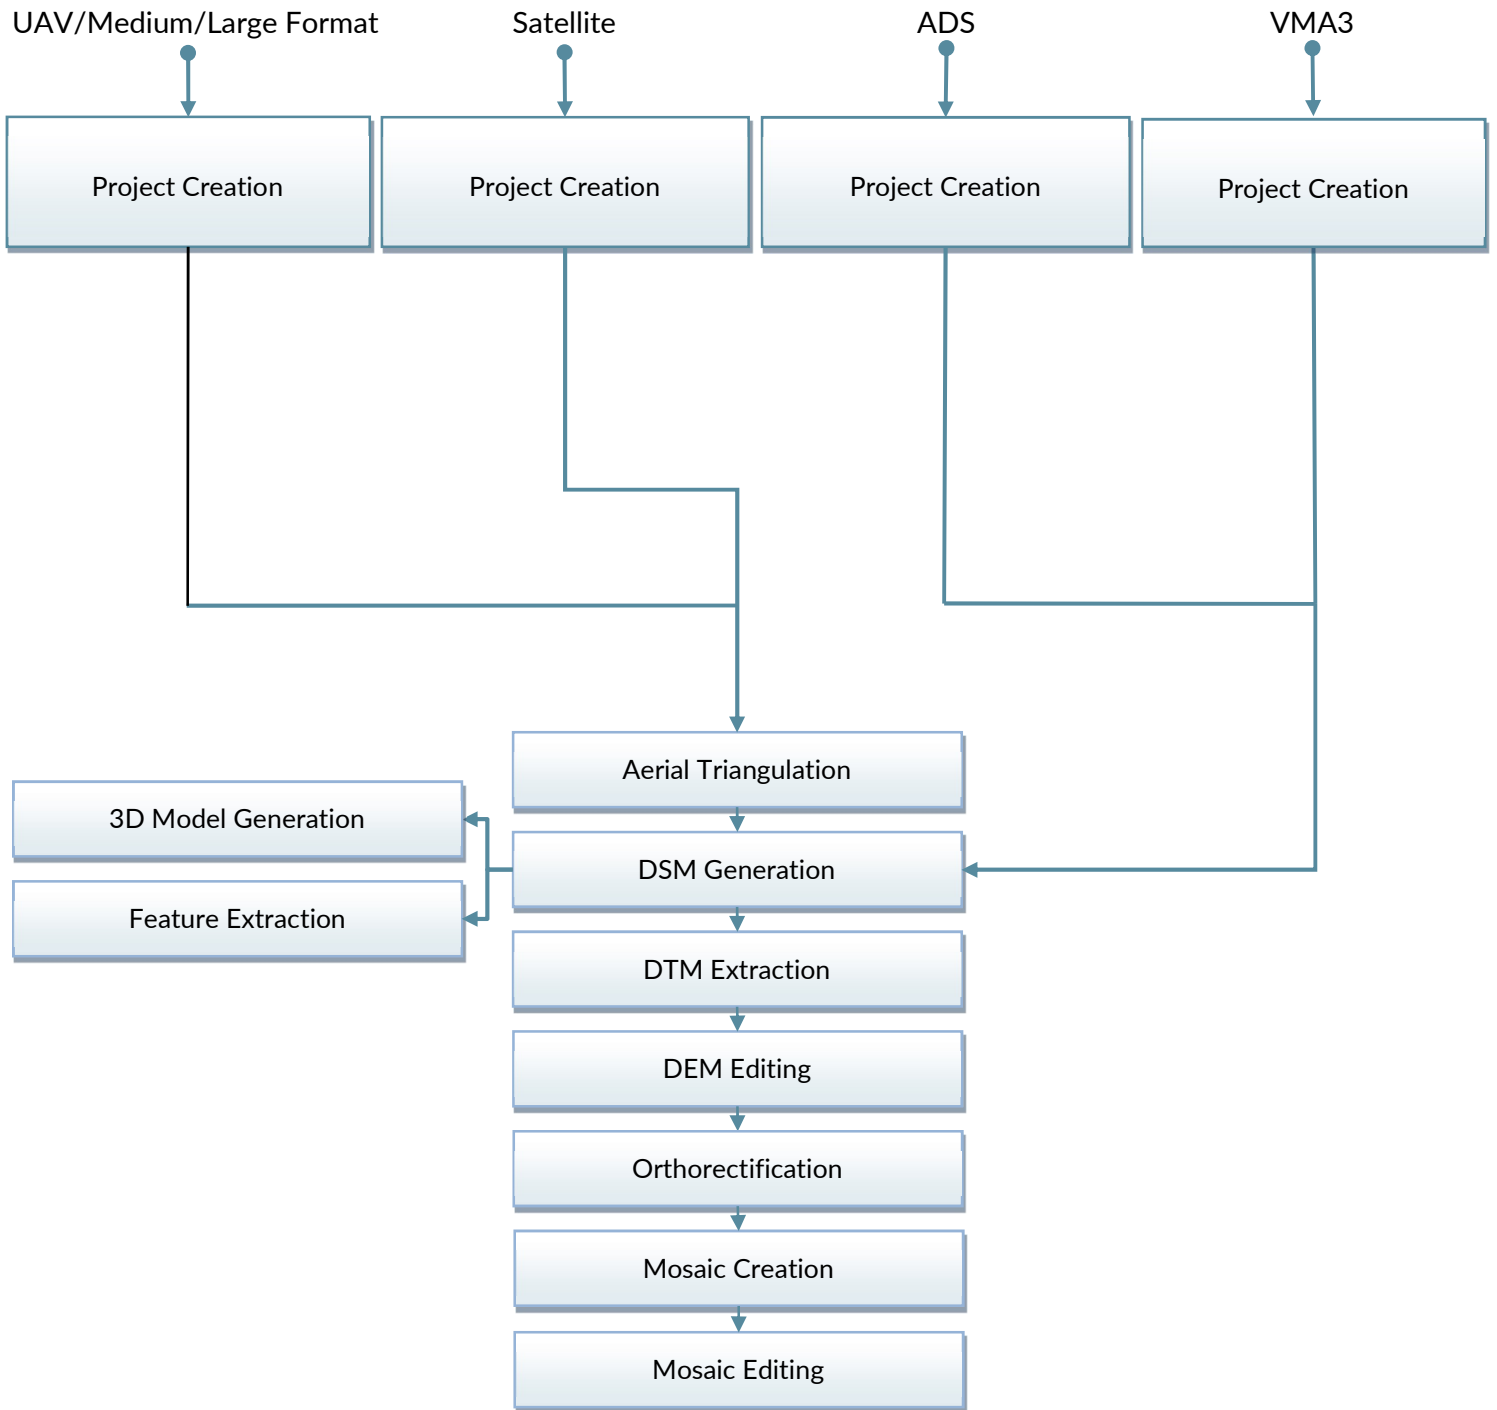 UAV/Medium/Large Format
Satellite
ADS
VMA3
Project Creation
Project Creation
Project Creation
Project Creation
Aerial Triangulation
3D Model Generation
DSM Generation
Feature Extraction
DTM Extraction
DEM Editing
Orthorectification
Mosaic Creation
Mosaic Editing